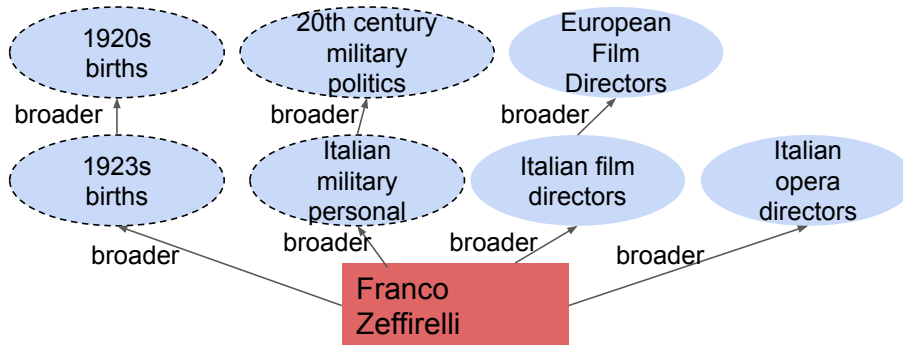 1920s
births
20th century
military
politics
European
Film
Directors
broader
broader
broader
1923s
births
Italian
military
personal
Italian film
directors
Italian
opera
directors
broader
broader
broader
broader
Franco
Zeffirelli